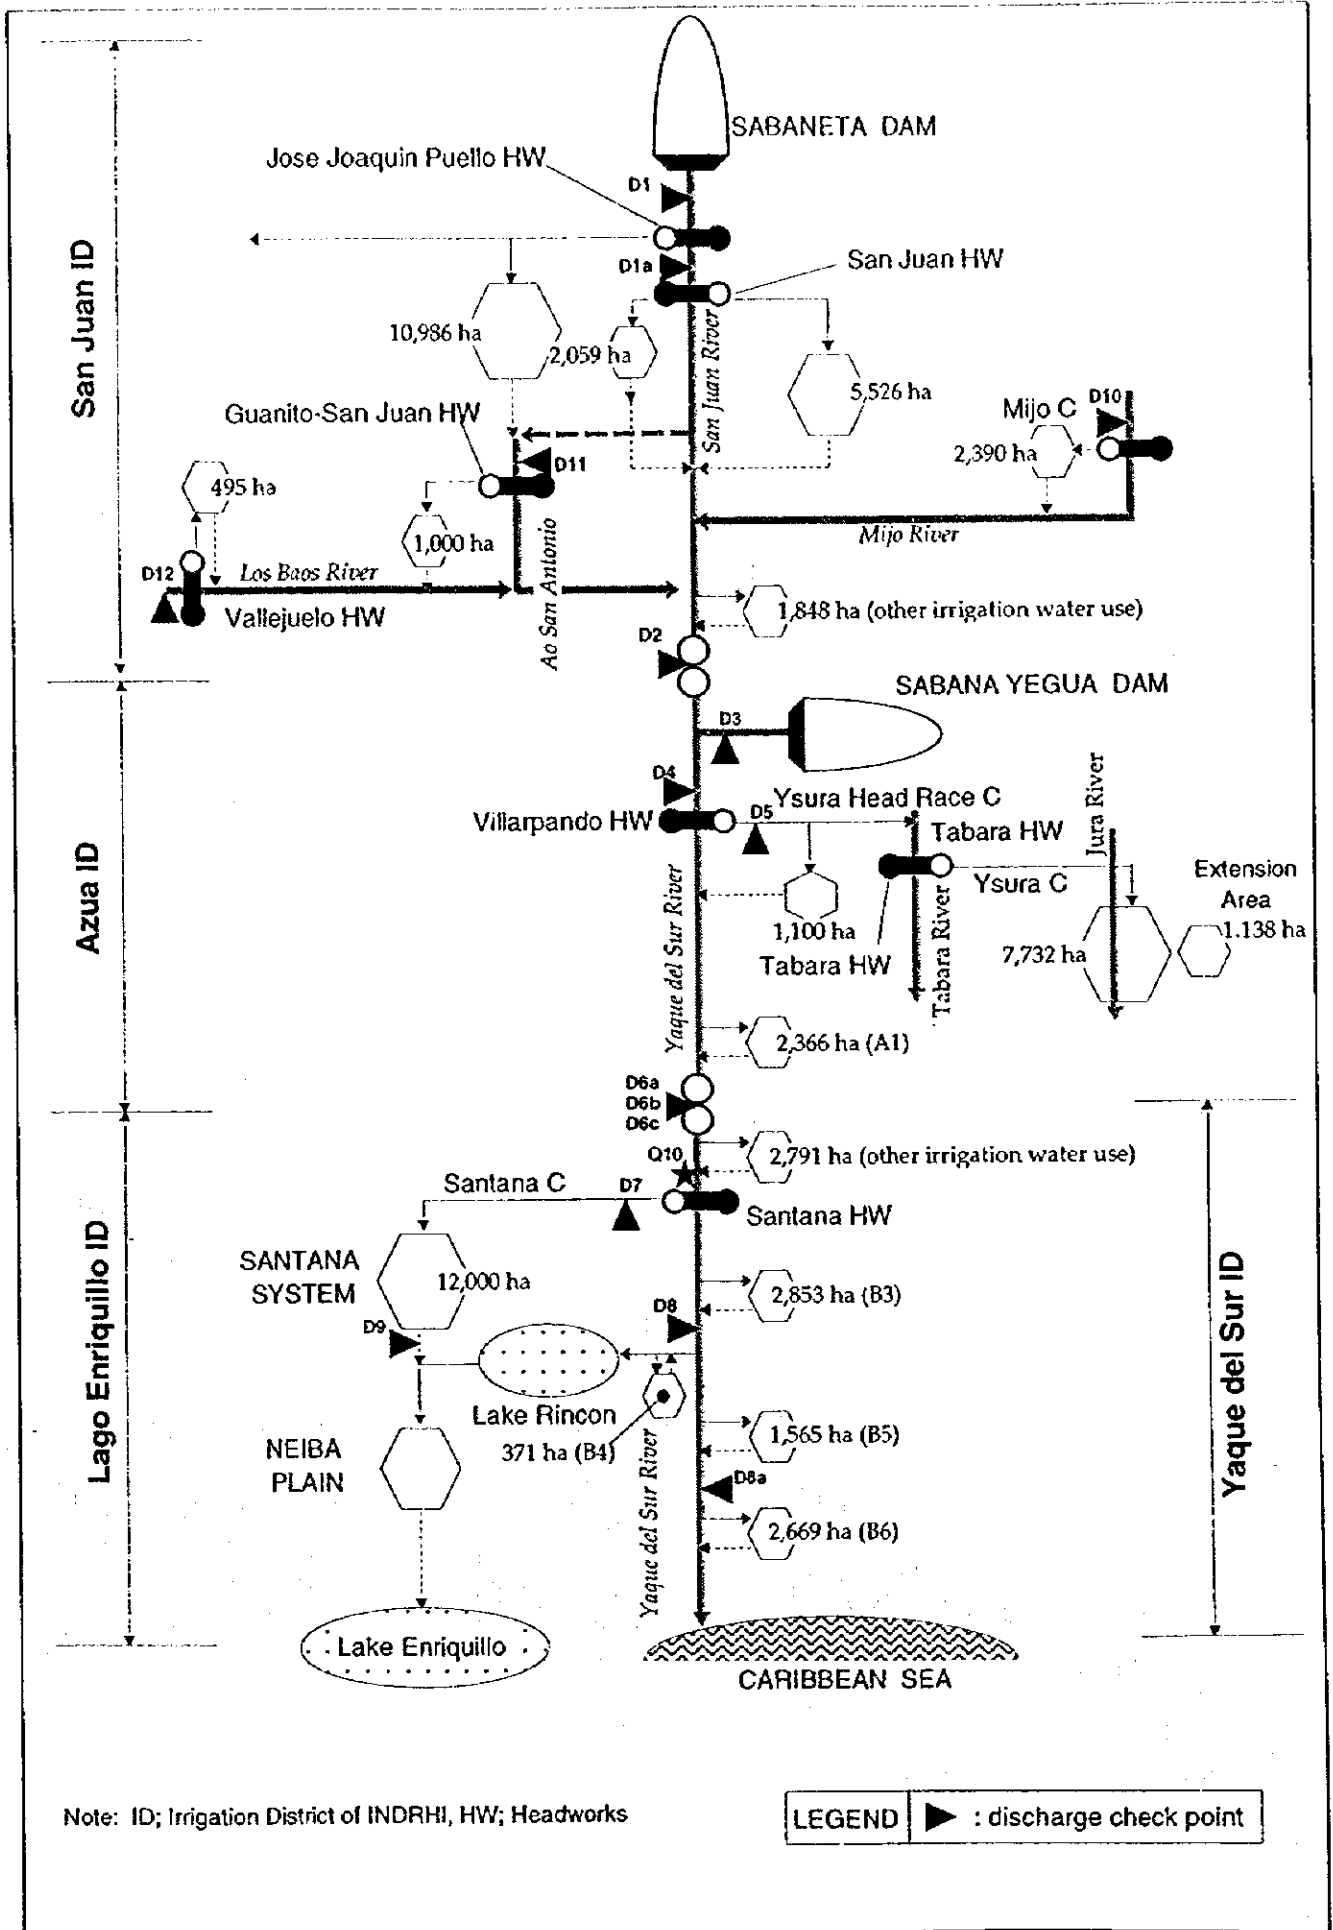 SABANETA DAM
Jose Joaquin Puello HW
D1
D1a
San Juan HW
San Juan ID
10,986 ha
2,059 ha
San Juan River
5,526 ha
D10
Mijo C
2,390 ha
Guanito-San Juan HW
D11
495 ha
1,000 ha
Mijo River
D12
Los Baos River
Vallejuelo HW
Ao San Antonio
1,848 ha (other irrigation water use)
D2
SABANA YEGUA DAM
D3
D4
Villarpando HW
D5
Ysura Head Race C
Tabara HW
Jura River
Ysura C
Extension
Area
1.138 ha
Azua ID
Yaque del Sur River
1,100 ha
Tabara HW
Tabara River
7,732 ha
2,366 ha (A1)
D6a
D6b
D6c
Q10
2,791 ha (other irrigation water use)
Santana C
D7
Santana HW
SANTANA
SYSTEM
12,000 ha
2,853 ha (B3)
D8
D9
Lago Enriquillo ID
Yaque del Sur ID
Lake Rincon
371 ha (B4)
1,565 ha (B5)
NEIBA
PLAIN
Yaque del Sur River
D8a
2,669 ha (B6)
Lake Enriquillo
CARIBBEAN SEA
Note: ID; Irrigation District of INDRHI, HW; Headworks
LEGEND
: discharge check point